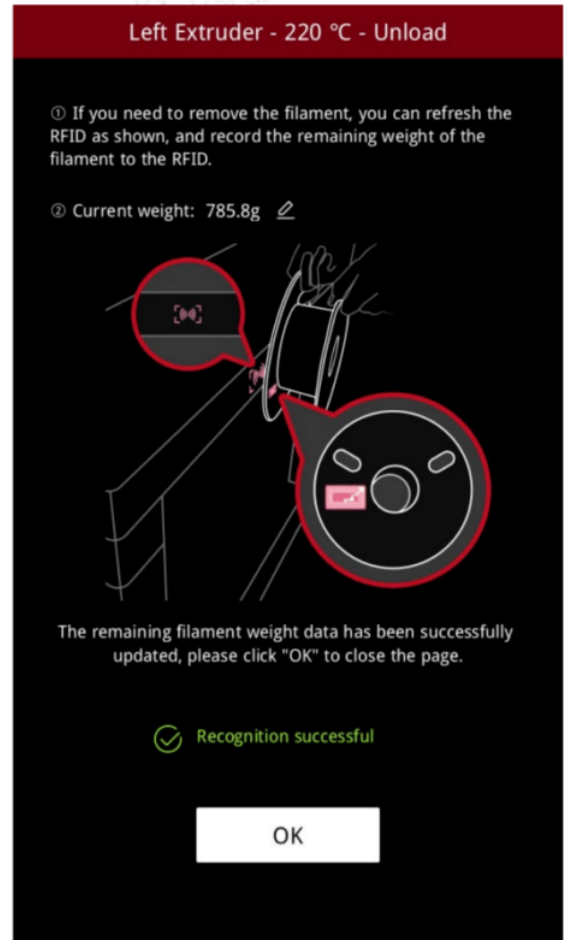 Left Extruder - 220 ℃ - Unload
① If you need to remove the filament, you can refresh the
RFID as shown, and record the remaining weight of the
filament to the RFID.
② Current weight: 785.8g
The remaining filament weight data has been successfully
updated, please click "OK" to close the page.
Recognition successful
OK